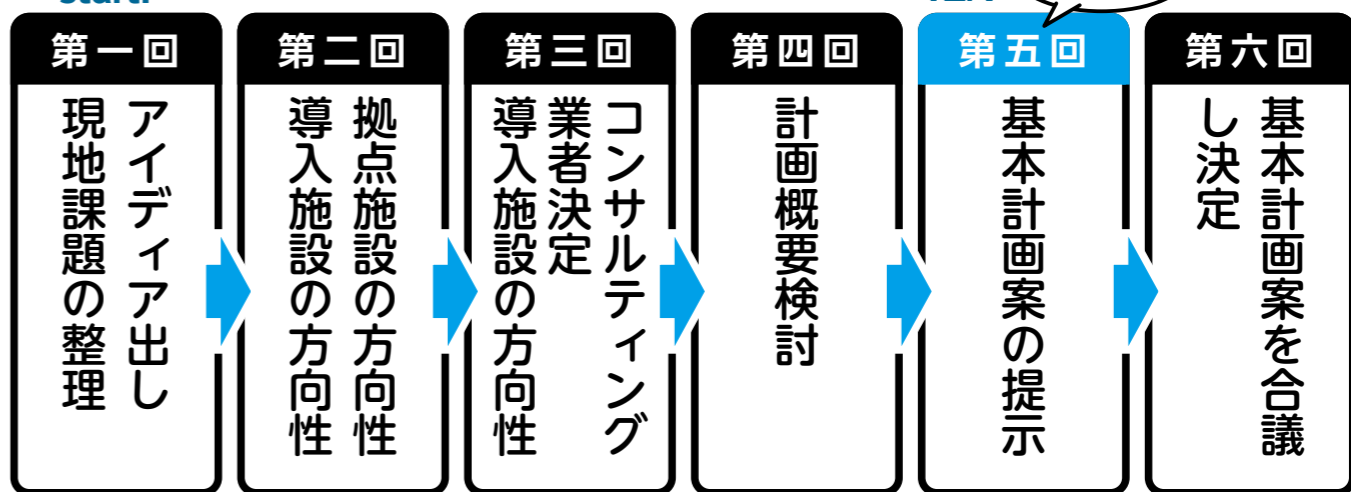 start!
第一回
アイディア出し
現地課題の整理
第二回
拠点施設の方向性
導入施設の方向性
第三回
コンサルティング
業者決定
導入施設の方向性
第四回
計画概要検討
第五回
基本計画案の提示
第六回
基本計画案を合議
し決定